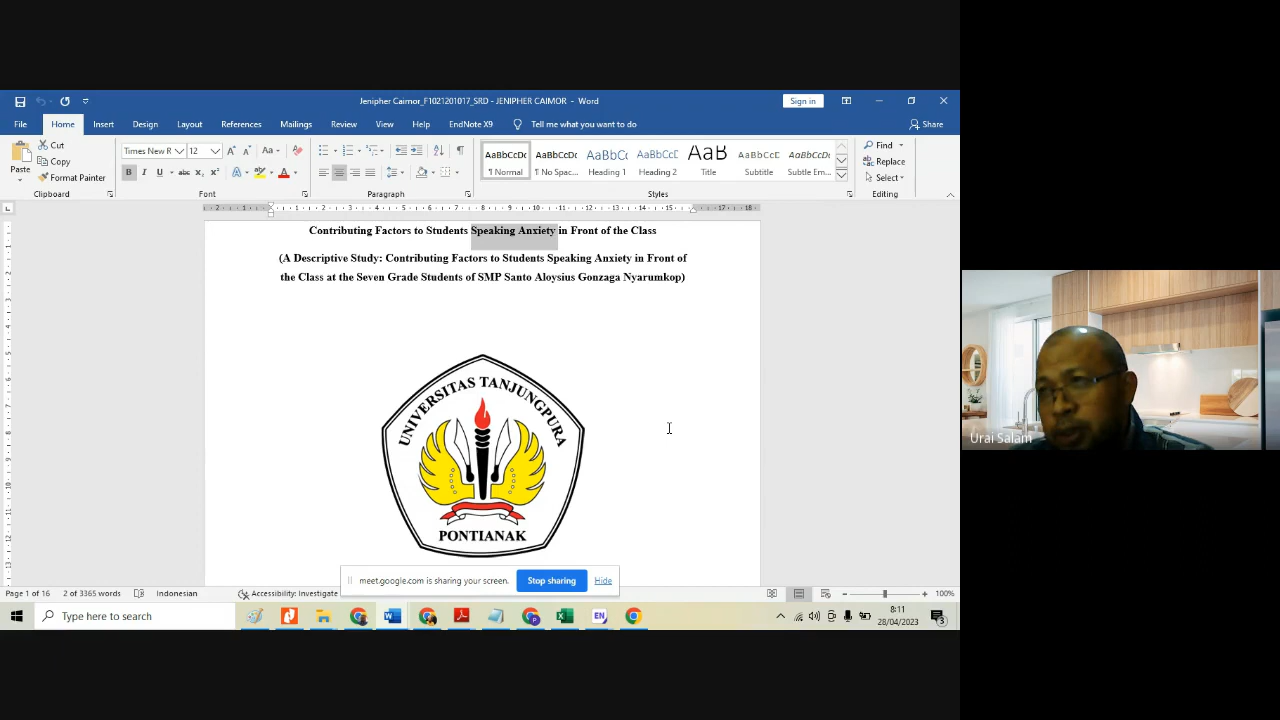 Jenipher Caimor_F1021201017_SRD - JENIPHER CAIMOR - Word
Sign in
File Home Insert Design Layout References Mailings Review View Help EndNote X9 Tell me what you want to do Share
Paste
Cut
Copy
Format Painter
Clipboard
Times New R 12
Font
Paragraph
AaBbCcDc AaBbCcDc AaBbCc AaBbCcD AaB AaBbCcD AaBbCcDc
¶ Normal ¶ No Spac... Heading 1 Heading 2 Title Subtitle Subtle Em...
Styles
Find
Replace
Select
Editing
Contributing Factors to Students Speaking Anxiety in Front of the Class
(A Descriptive Study: Contributing Factors to Students Speaking Anxiety in Front of
the Class at the Seven Grade Students of SMP Santo Aloysius Gonzaga Nyarumkop)
UNIVERSITAS TANJUNGPURA
PONTIANAK
Urai Salam
meet.google.com is sharing your screen. Stop sharing Hide
Page 1 of 16 2 of 3365 words Indonesian Accessibility: Investigate 100%
Type here to search
8:11
28/04/2023